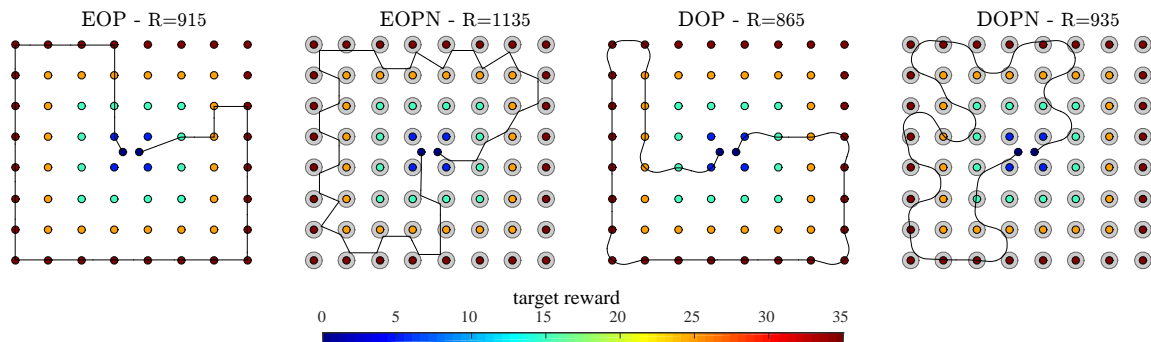 EOP - R=915
EOPN - R=1135
DOP - R=865
DOPN - R=935
target reward
0 5 10 15 20 25 30 35